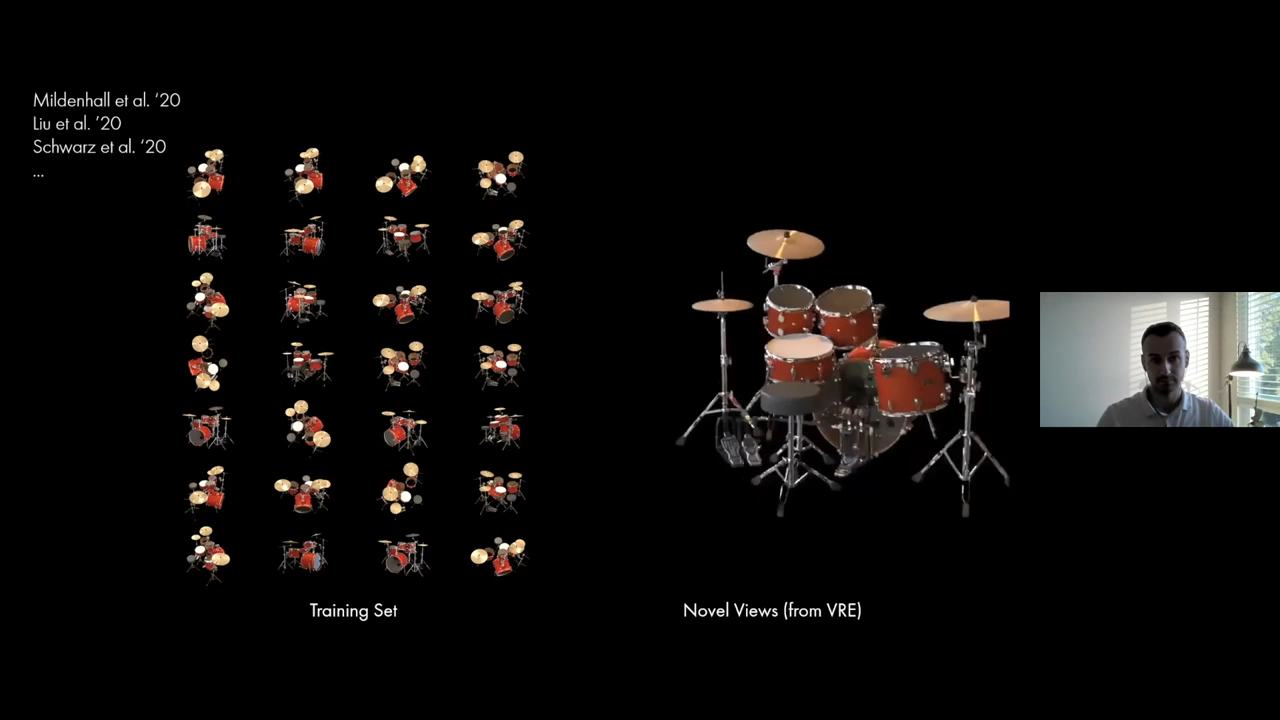 Mildenhall et al. ‘20
Liu et al. ’20
Schwarz et al. ‘20
...
Training Set
Novel Views (from VRE)